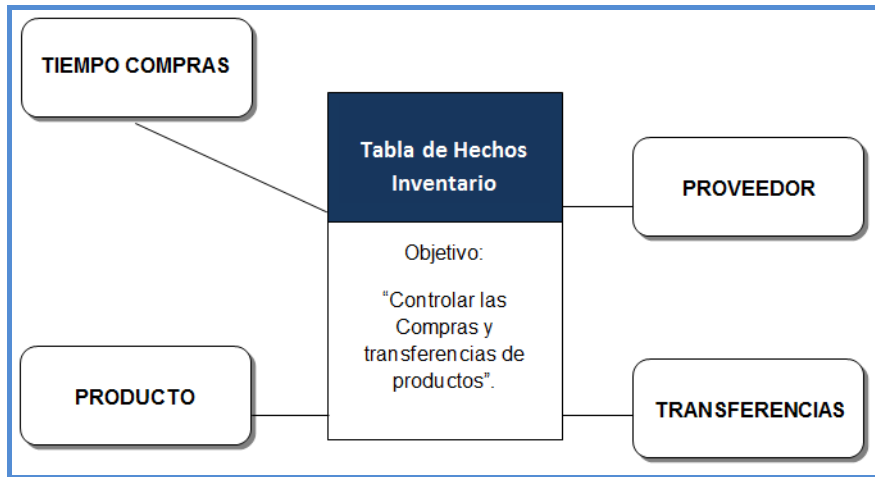 TIEMPO COMPRAS
Tabla de Hechos
Inventario
PROVEEDOR
Objetivo:
“Controlar las
Compras y
transferencias de
productos”.
PRODUCTO
TRANSFERENCIAS